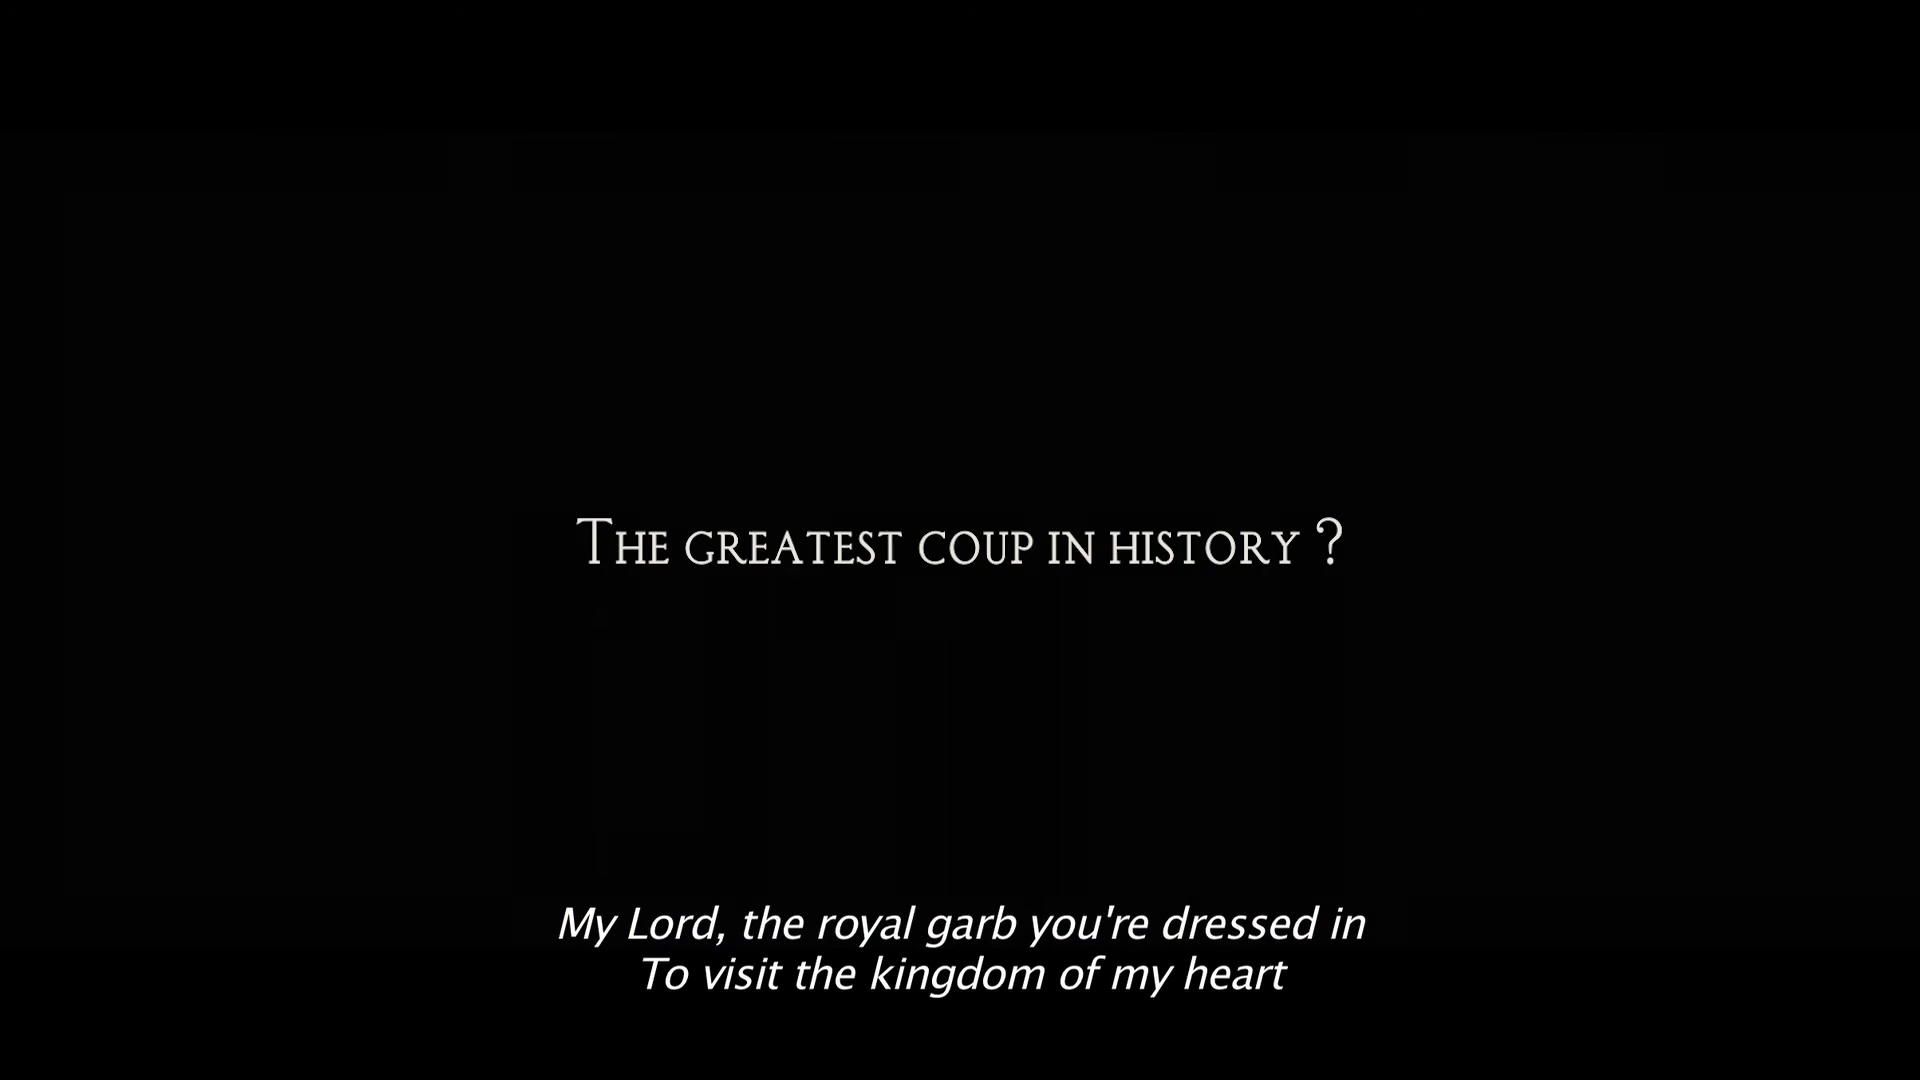 The greatest coup in history ?
My Lord, the royal garb you're dressed in
To visit the kingdom of my heart